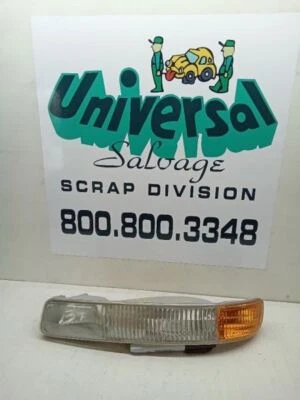 Universal
Salvage
SCRAP DIVISION
800.800.3348